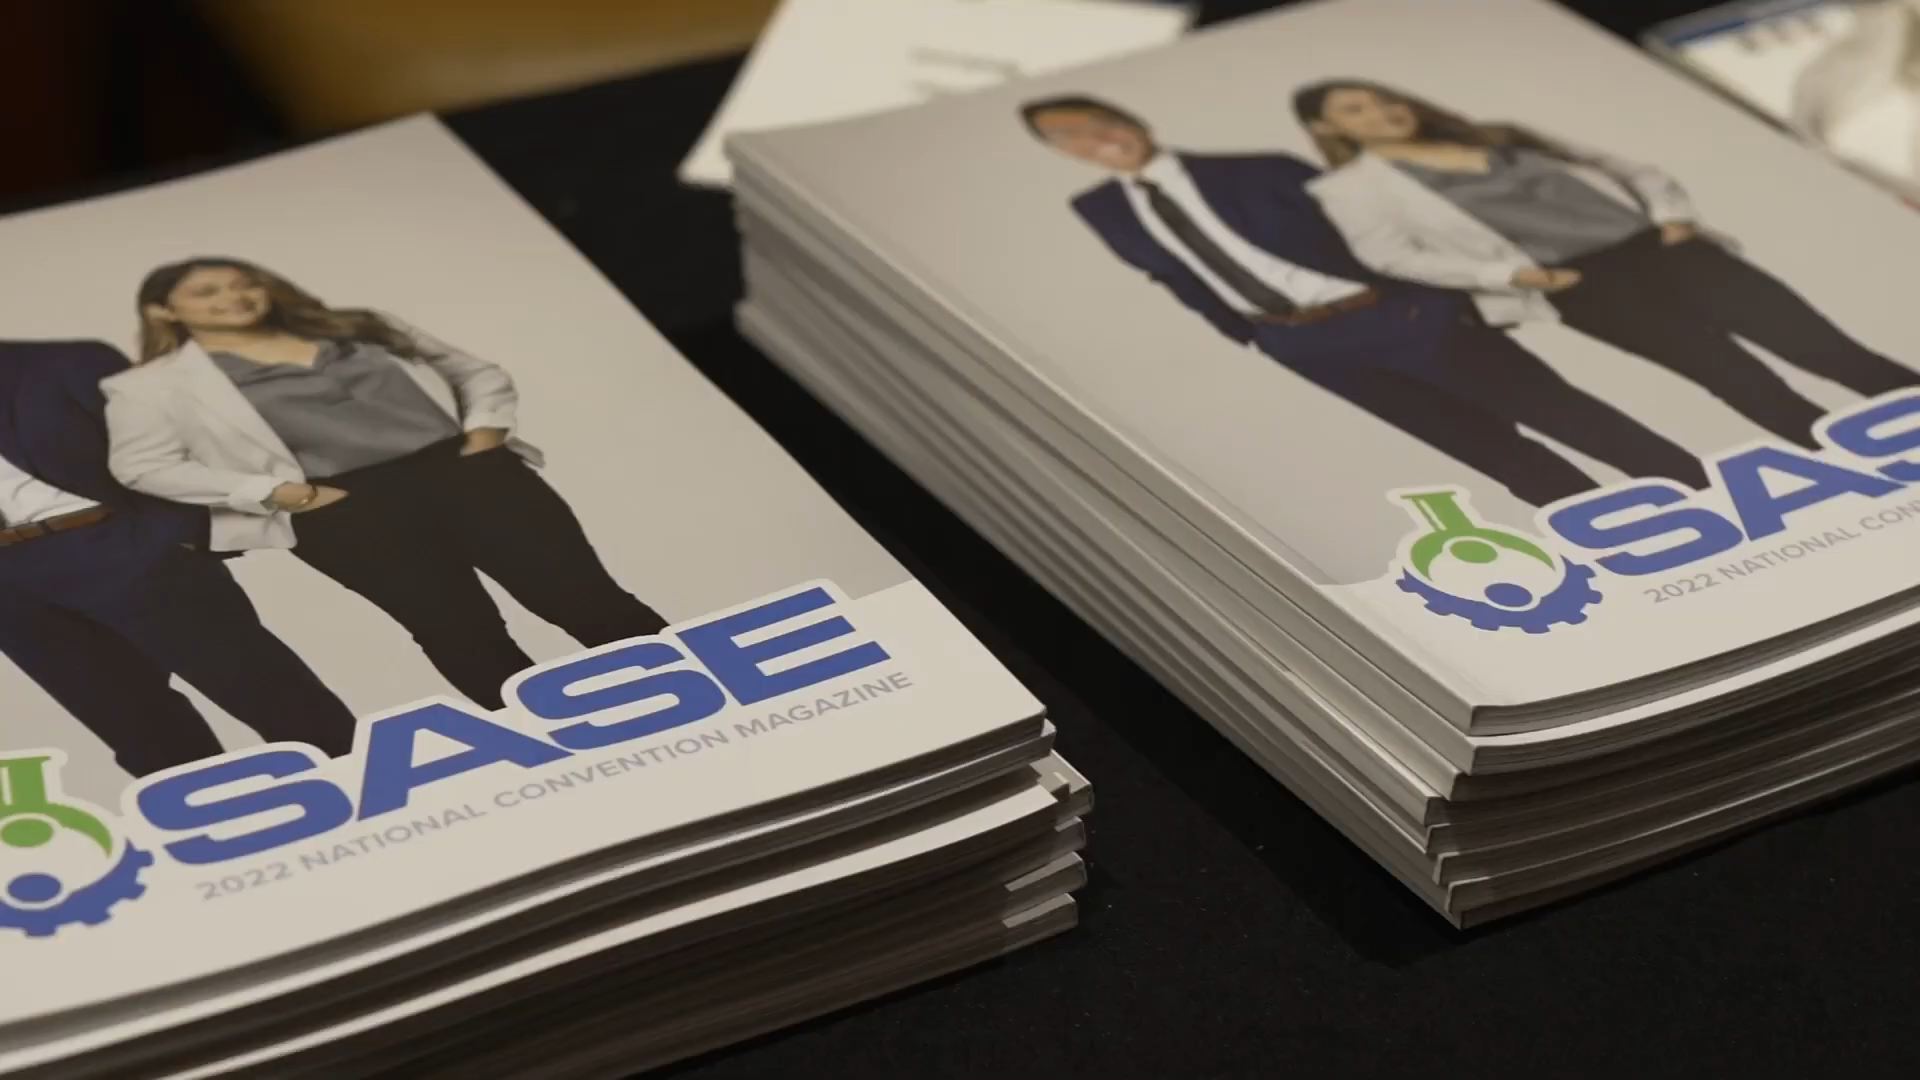 SASE
2022 NATIONAL CONVENTION MAGAZINE
SAS
2022 NATIONAL CON